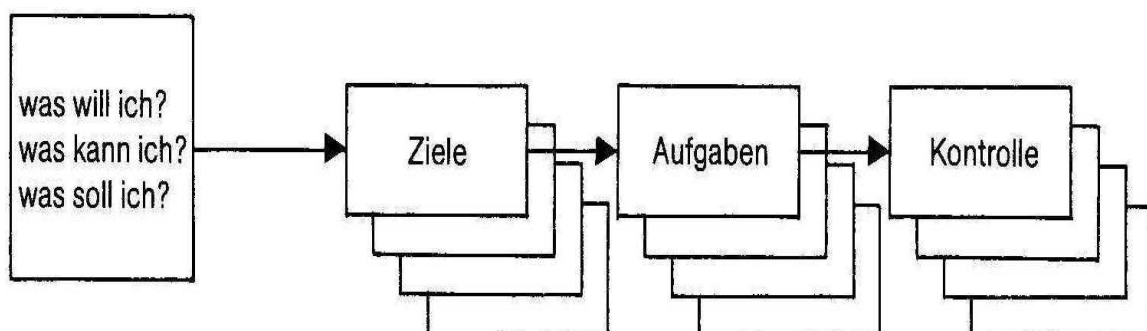 was will ich?
was kann ich?
was soll ich?
Ziele
Aufgaben
Kontrolle